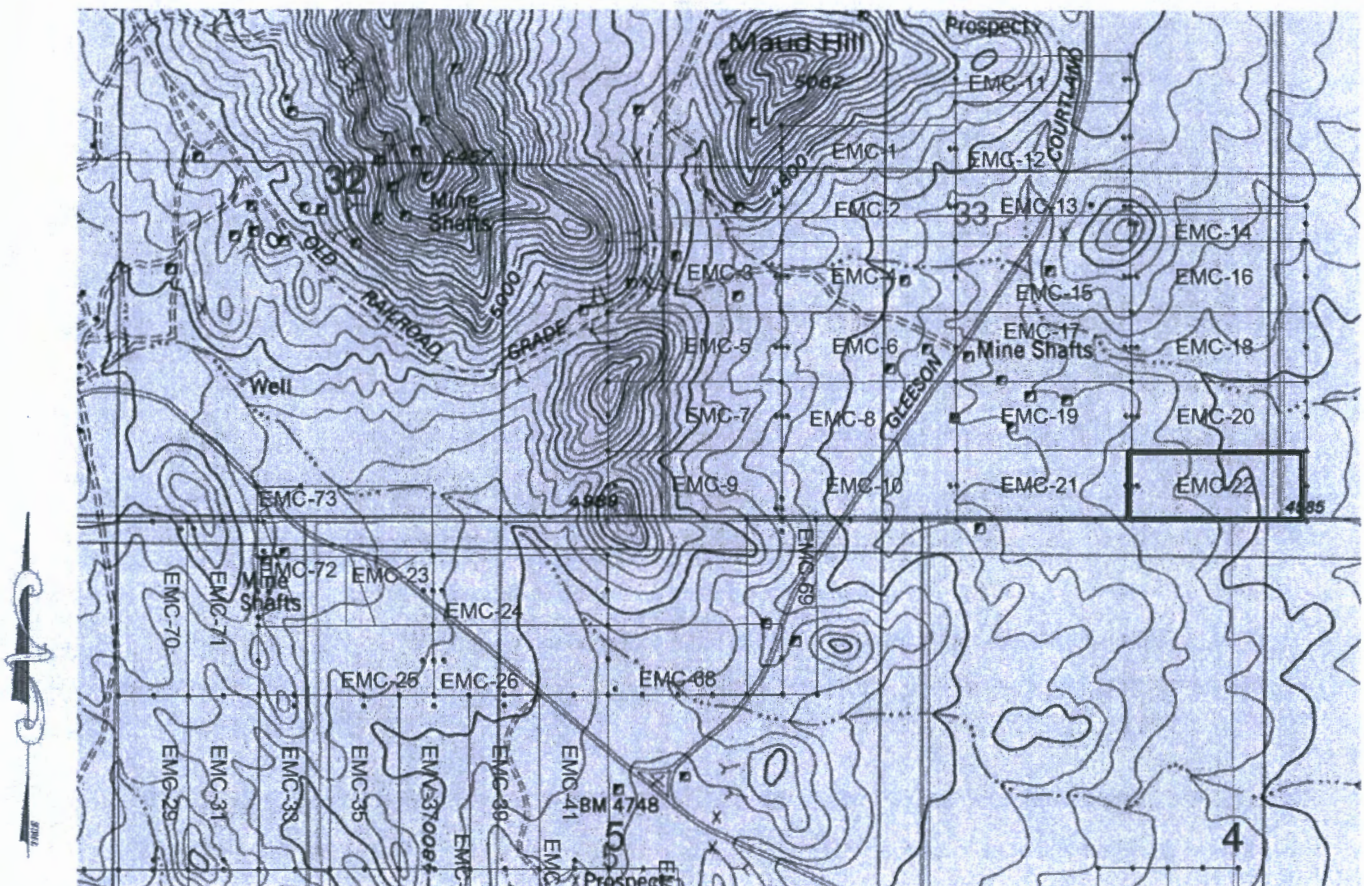 Prospect
Maud Hill
5082
EMC-11
COURTLAND
EMC-1
EMC-12
32
6457
4800
Mine
Shafts
EMC-2
33
EMC-13
EMC-14
OLD
RAILROAD
GRADE
5000
EMC-3
EMC-4
EMC-15
EMC-16
EMC-5
EMC-6
EMC-17
Mine Shafts
EMC-18
GLEESON
Well
EMC-7
EMC-8
EMC-19
EMC-20
EMC-73
4989
EMC-9
EMC-10
EMC-21
EMC-22
4985
EMC-69
EMC-70
EMC-71
EMC-72
Mine
Shafts
EMC-23
EMC-24
EMC-25
EMC-26
EMC-68
EMC-29
EMC-31
EMC-33
EMC-35
EMC-37
EMC-39
EMC-41
BM 4748
5
4
EMC-
EMC-
Prospect